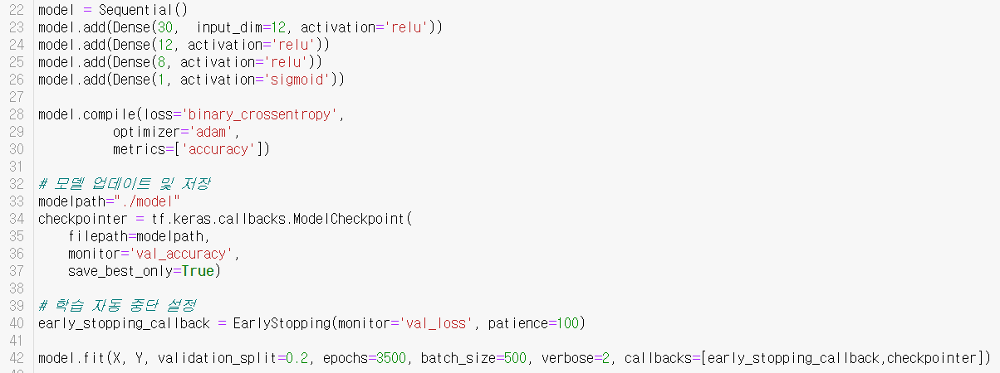 22 model = Sequential()
23 model.add(Dense(30,  input_dim=12, activation='relu'))
24 model.add(Dense(12, activation='relu'))
25 model.add(Dense(8, activation='relu'))
26 model.add(Dense(1, activation='sigmoid'))
27
28 model.compile(loss='binary_crossentropy',
29           optimizer='adam',
30           metrics=['accuracy'])
31
32 # 모델 업데이트 및 저장
33 modelpath="./model"
34 checkpointer = tf.keras.callbacks.ModelCheckpoint(
35     filepath=modelpath,
36     monitor='val_accuracy',
37     save_best_only=True)
38
39 # 학습 자동 중단 설정
40 early_stopping_callback = EarlyStopping(monitor='val_loss', patience=100)
41
42 model.fit(X, Y, validation_split=0.2, epochs=3500, batch_size=500, verbose=2, callbacks=[early_stopping_callback,checkpointer])